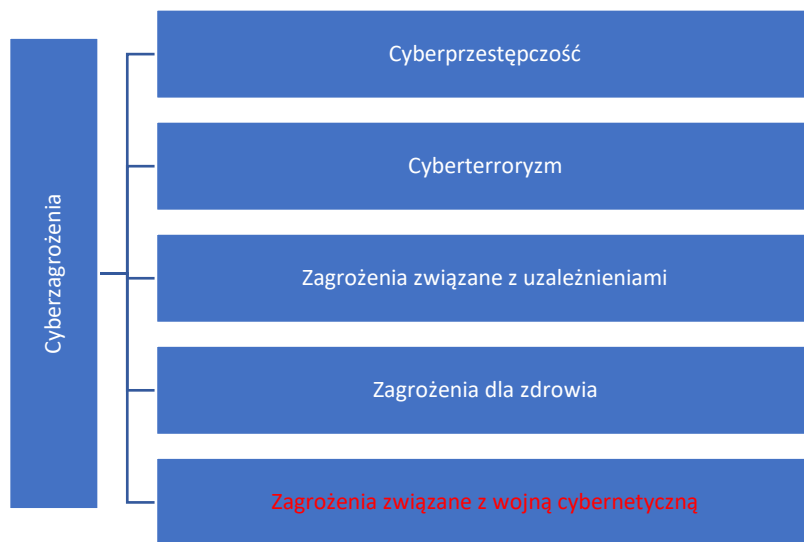 Cyberzagrożenia
Cyberprzestępczość
Cyberterroryzm
Zagrożenia związane z uzależnieniami
Zagrożenia dla zdrowia
Zagrożenia związane z wojną cybernetyczną